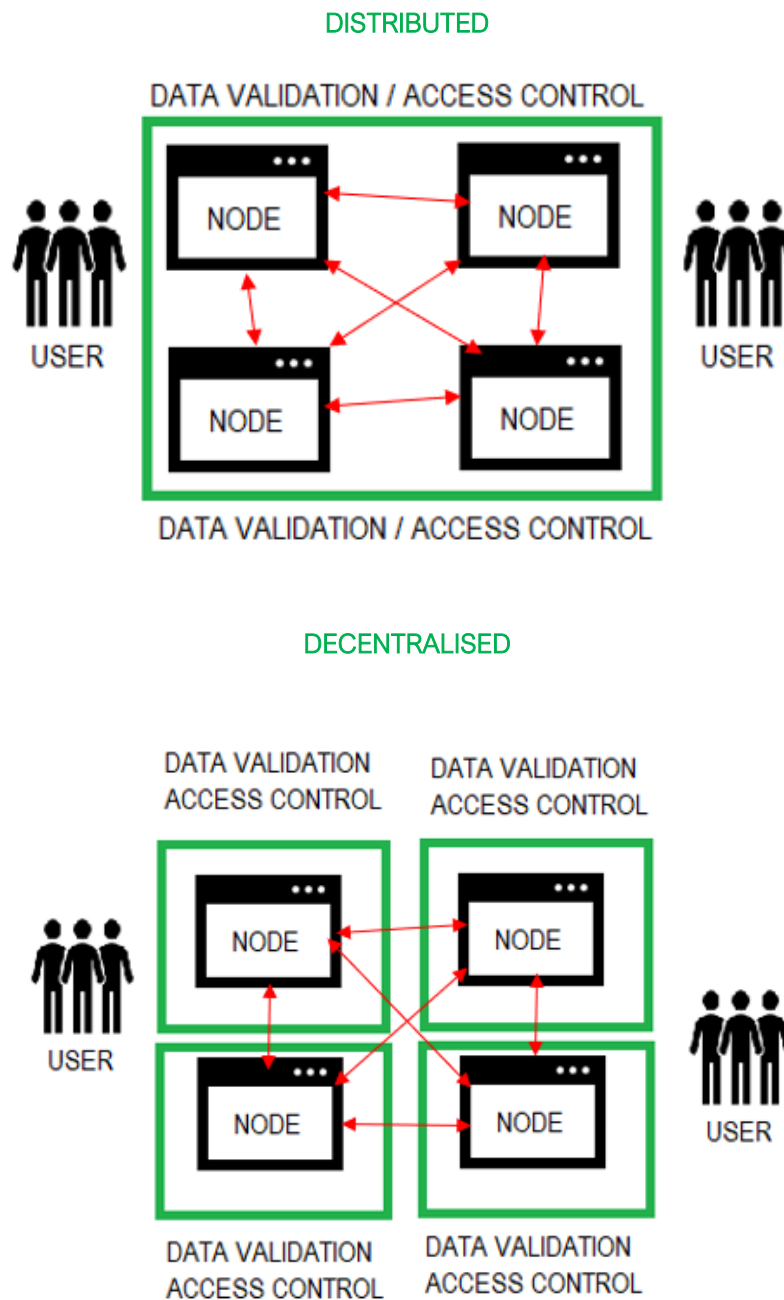 DISTRIBUTED
DATA VALIDATION / ACCESS CONTROL
NODE
NODE
USER
USER
NODE
NODE
DATA VALIDATION / ACCESS CONTROL
DECENTRALISED
DATA VALIDATION
ACCESS CONTROL
DATA VALIDATION
ACCESS CONTROL
NODE
NODE
USER
NODE
NODE
USER
DATA VALIDATION
ACCESS CONTROL
DATA VALIDATION
ACCESS CONTROL